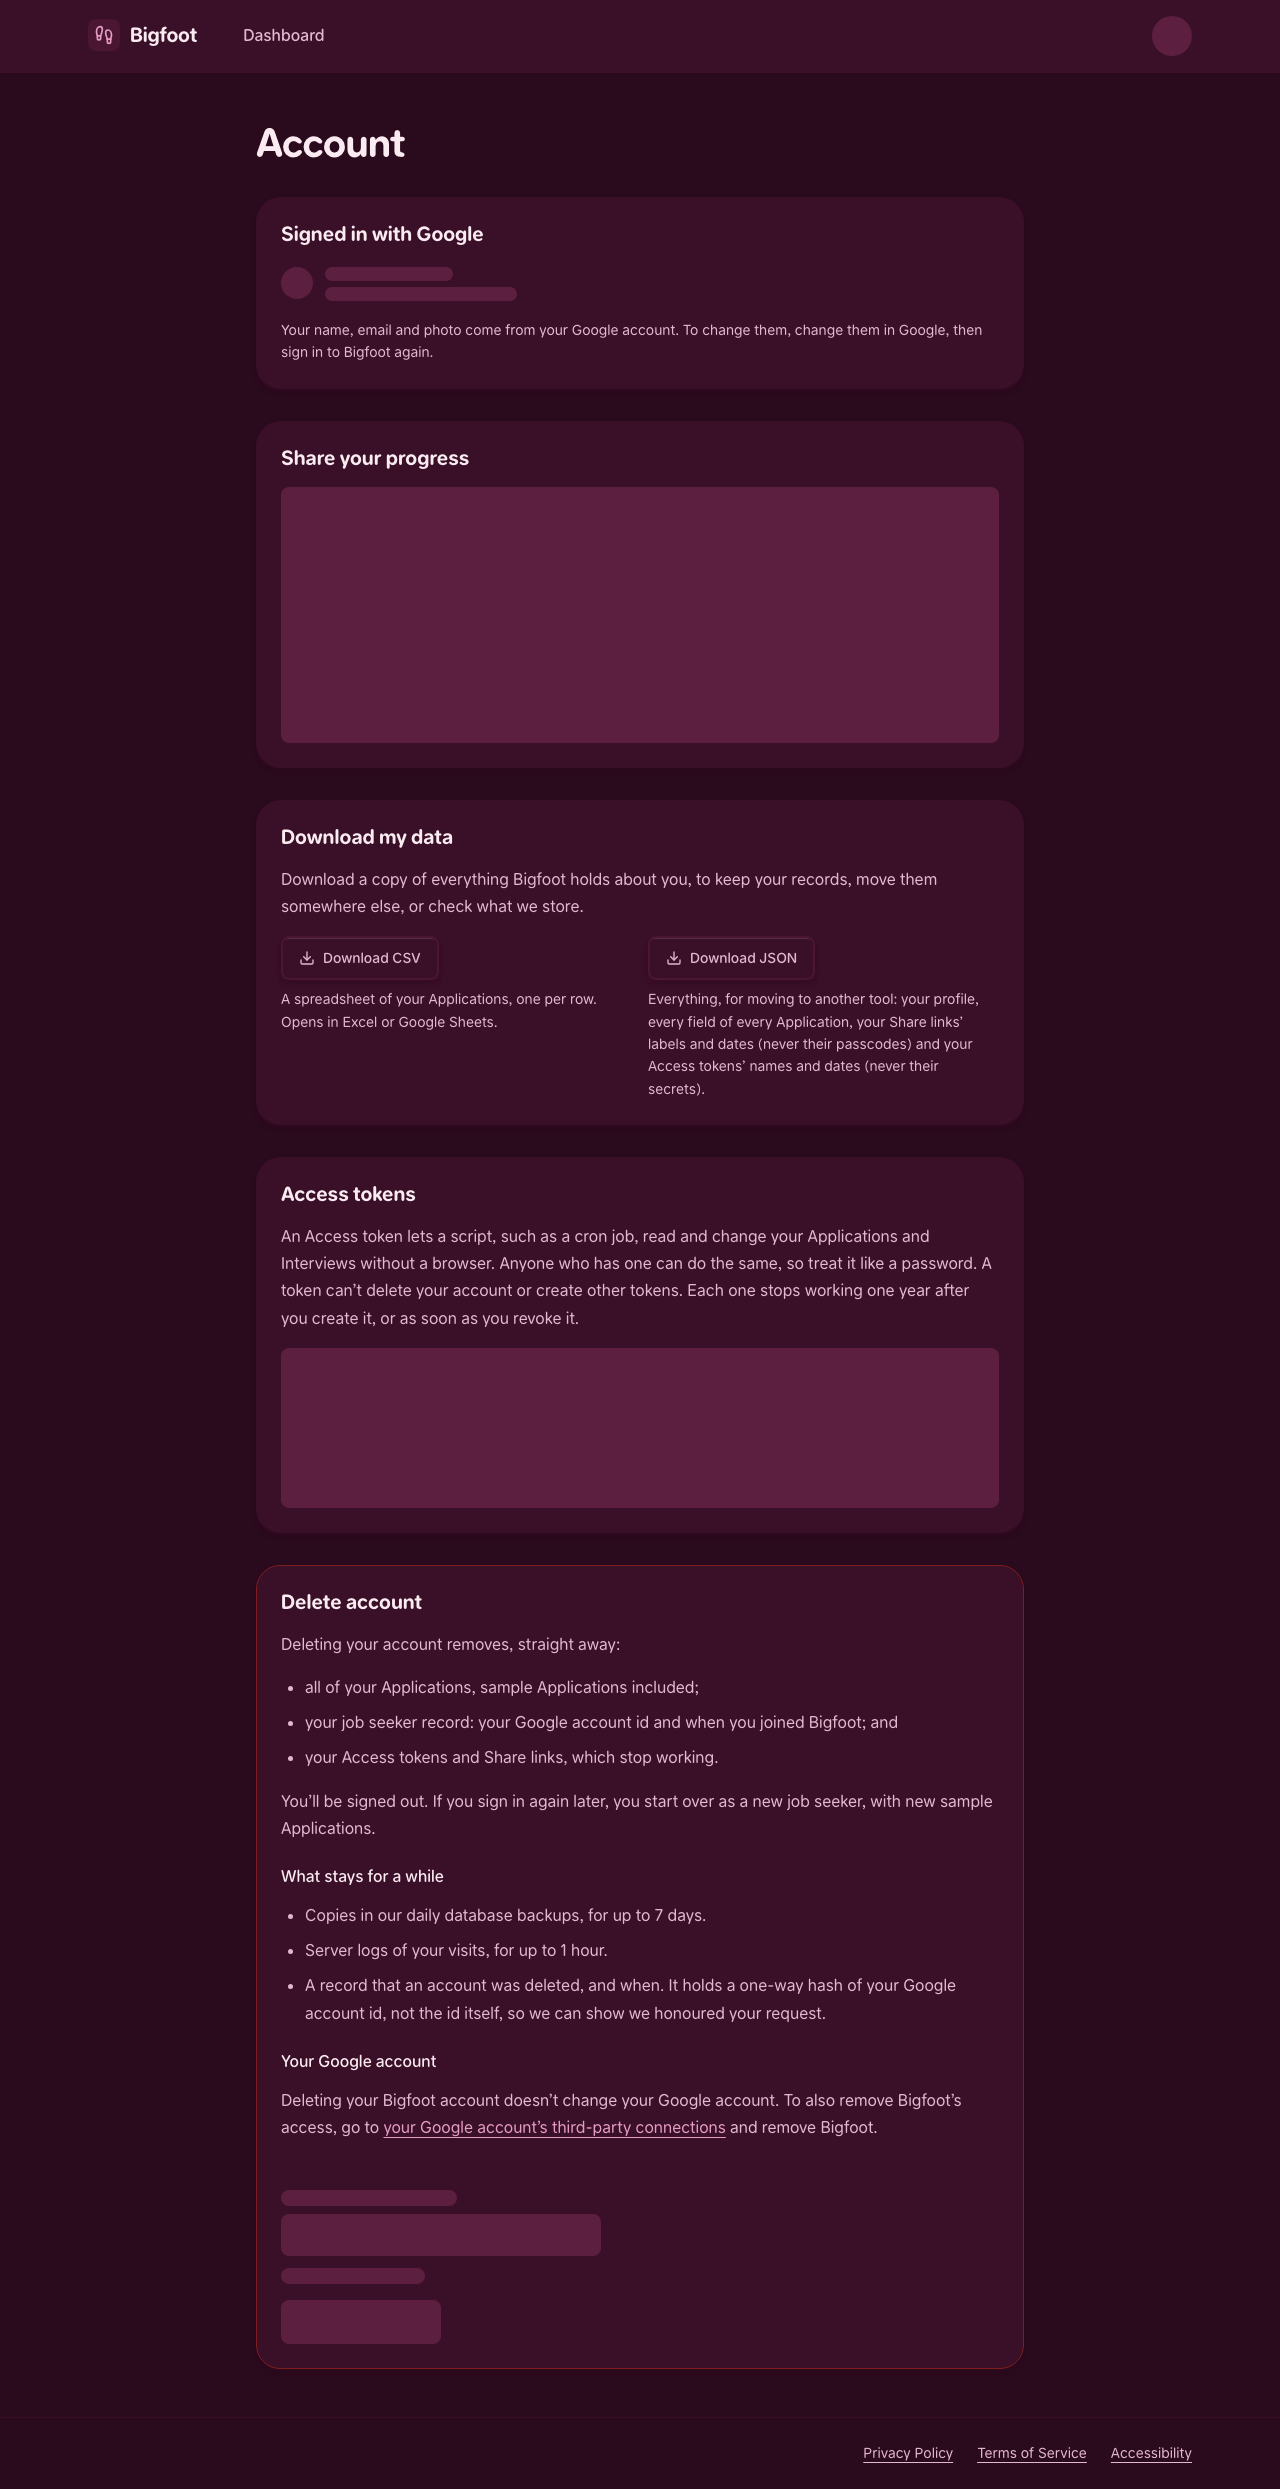 Bigfoot
Dashboard
Account
Signed in with Google
Your name, email and photo come from your Google account. To change them, change them in Google, then
sign in to Bigfoot again.
Share your progress
Download my data
Download a copy of everything Bigfoot holds about you, to keep your records, move them
somewhere else, or check what we store.
Download CSV
A spreadsheet of your Applications, one per row.
Opens in Excel or Google Sheets.
Download JSON
Everything, for moving to another tool: your profile,
every field of every Application, your Share links’
labels and dates (never their passcodes) and your
Access tokens’ names and dates (never their
secrets).
Access tokens
An Access token lets a script, such as a cron job, read and change your Applications and
Interviews without a browser. Anyone who has one can do the same, so treat it like a password. A
token can’t delete your account or create other tokens. Each one stops working one year after
you create it, or as soon as you revoke it.
Delete account
Deleting your account removes, straight away:
• all of your Applications, sample Applications included;
• your job seeker record: your Google account id and when you joined Bigfoot; and
• your Access tokens and Share links, which stop working.
You’ll be signed out. If you sign in again later, you start over as a new job seeker, with new sample
Applications.
What stays for a while
• Copies in our daily database backups, for up to 7 days.
• Server logs of your visits, for up to 1 hour.
• A record that an account was deleted, and when. It holds a one-way hash of your Google
account id, not the id itself, so we can show we honoured your request.
Your Google account
Deleting your Bigfoot account doesn’t change your Google account. To also remove Bigfoot’s
access, go to your Google account’s third-party connections and remove Bigfoot.
Privacy Policy
Terms of Service
Accessibility